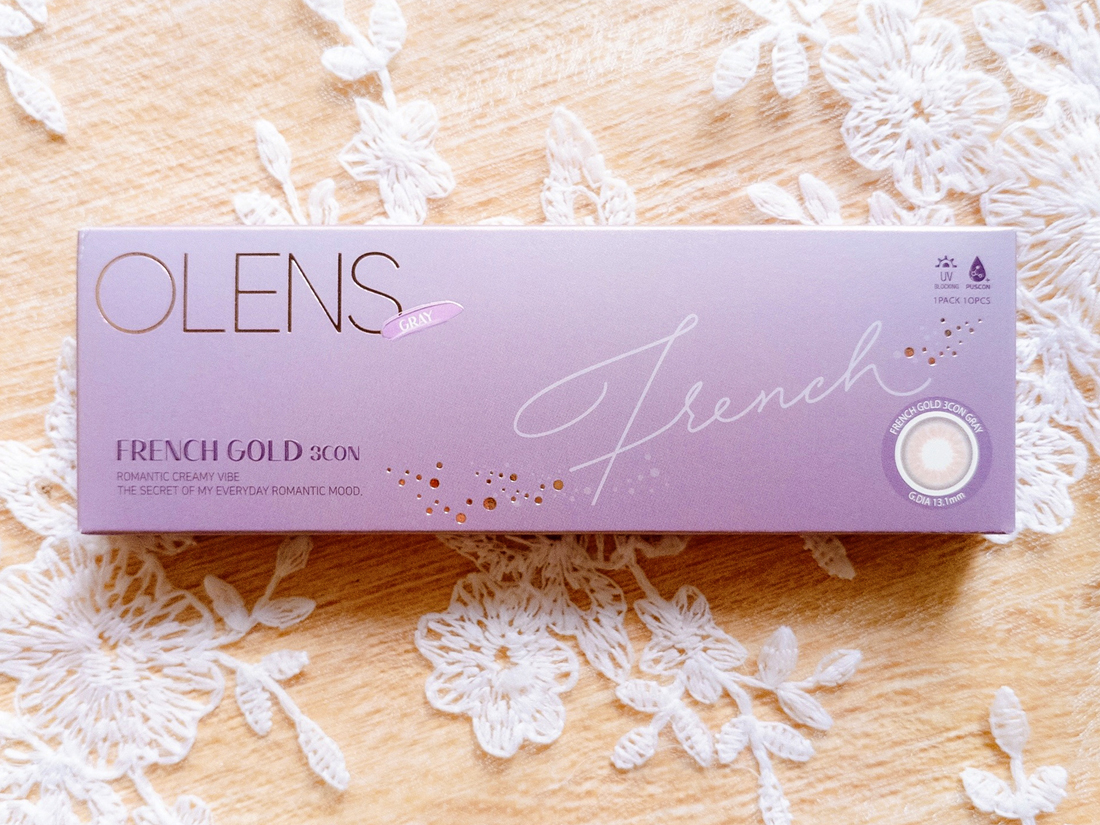 OLENS
GRAY
UV
BLOCKING
PUSCON
1PACK 10PCS
French
FRENCH GOLD 3CON
ROMANTIC CREAMY VIBE
THE SECRET OF MY EVERYDAY ROMANTIC MOOD.
FRENCH GOLD 3CON GRAY
G.DIA 13.1mm